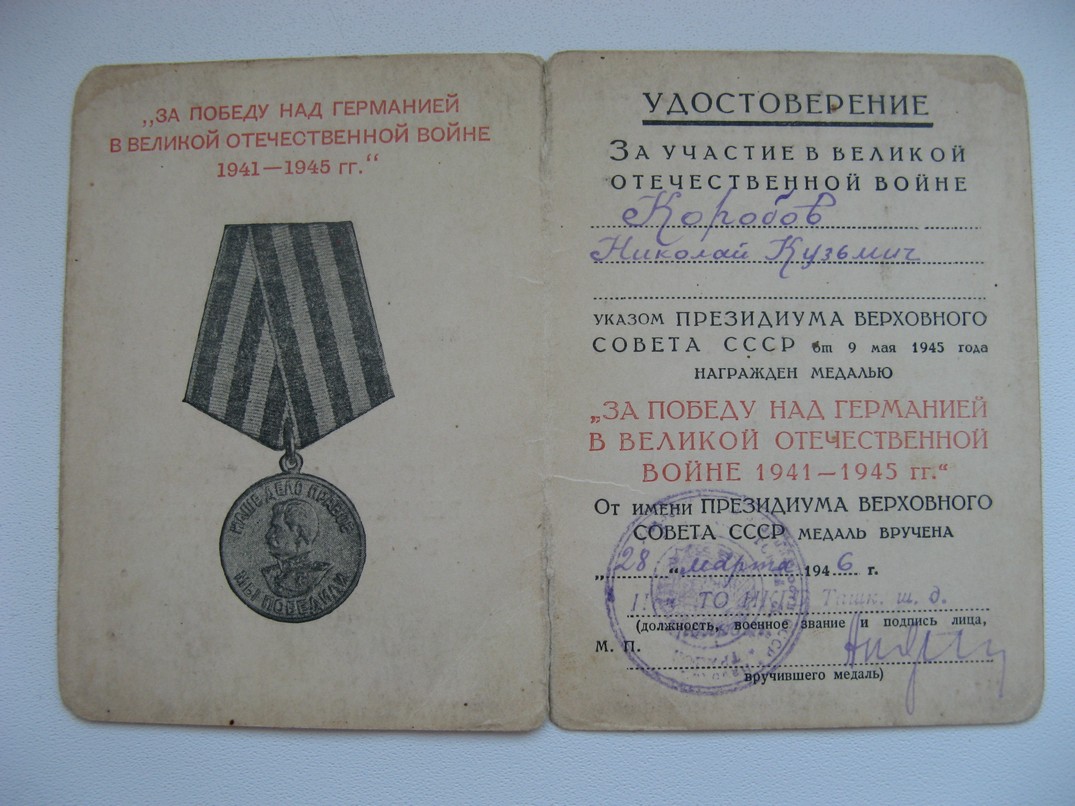 „ЗА ПОБЕДУ НАД ГЕРМАНИЕЙ
В ВЕЛИКОЙ ОТЕЧЕСТВЕННОЙ ВОЙНЕ
1941—1945 гг.“
НАШЕ ДЕЛО ПРАВОЕ
МЫ ПОБЕДИЛИ
УДОСТОВЕРЕНИЕ
ЗА УЧАСТИЕ В ВЕЛИКОЙ
ОТЕЧЕСТВЕННОЙ ВОЙНЕ
Коробов
Николай Кузьмич
УКАЗОМ ПРЕЗИДИУМА ВЕРХОВНОГО
СОВЕТА СССР от 9 мая 1945 года
НАГРАЖДЕН МЕДАЛЬЮ
„ЗА ПОБЕДУ НАД ГЕРМАНИЕЙ
В ВЕЛИКОЙ ОТЕЧЕСТВЕННОЙ
ВОЙНЕ 1941—1945 гг.“
От имени ПРЕЗИДИУМА ВЕРХОВНОГО
СОВЕТА СССР МЕДАЛЬ ВРУЧЕНА
„28“ марта 1946 г.
ТО Ташк. ж. д.
(должность, военное звание и подпись лица,
М. П.
вручившего медаль)